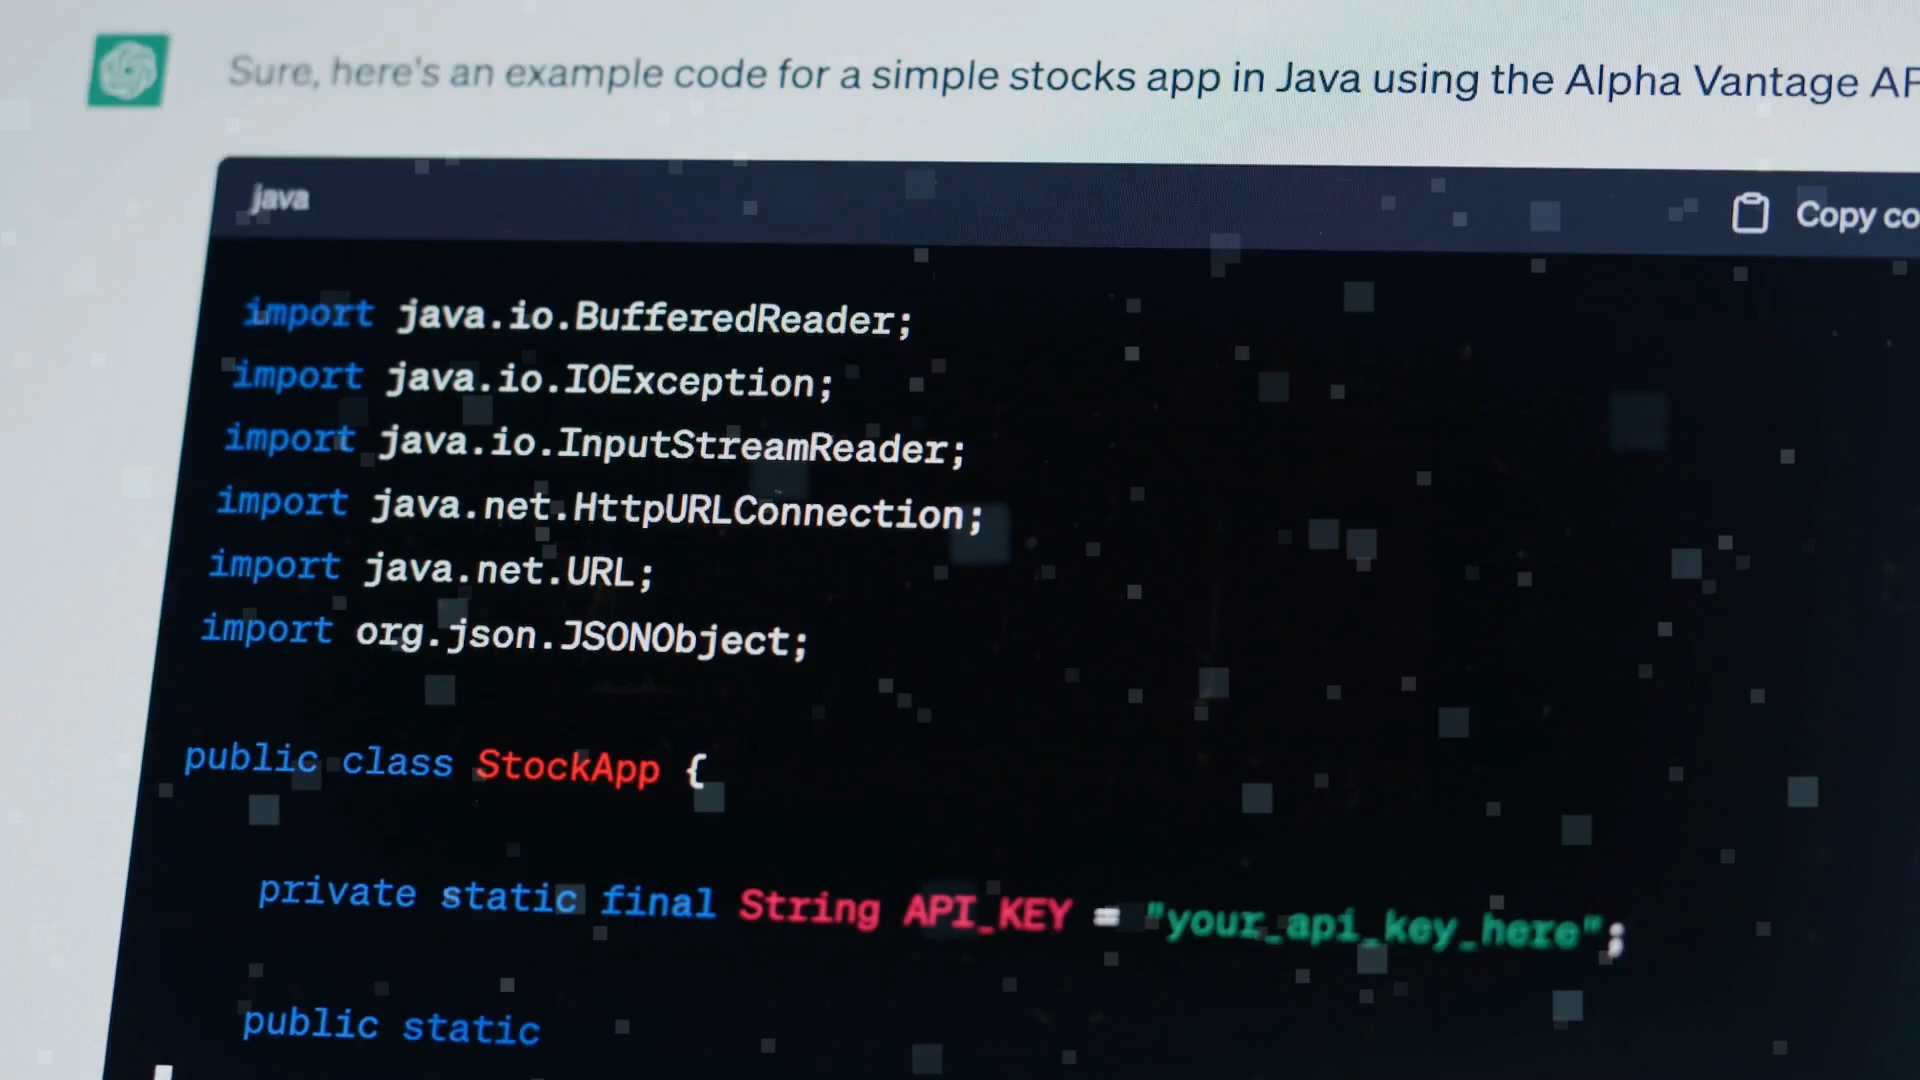 Sure, here's an example code for a simple stocks app in Java using the Alpha Vantage AP
java
Copy co
import java.io.BufferedReader;
import java.io.IOException;
import java.io.InputStreamReader;
import java.net.HttpURLConnection;
import java.net.URL;
import org.json.JSONObject;
public class StockApp {
private static final String API_KEY = "your_api_key_here";
public static